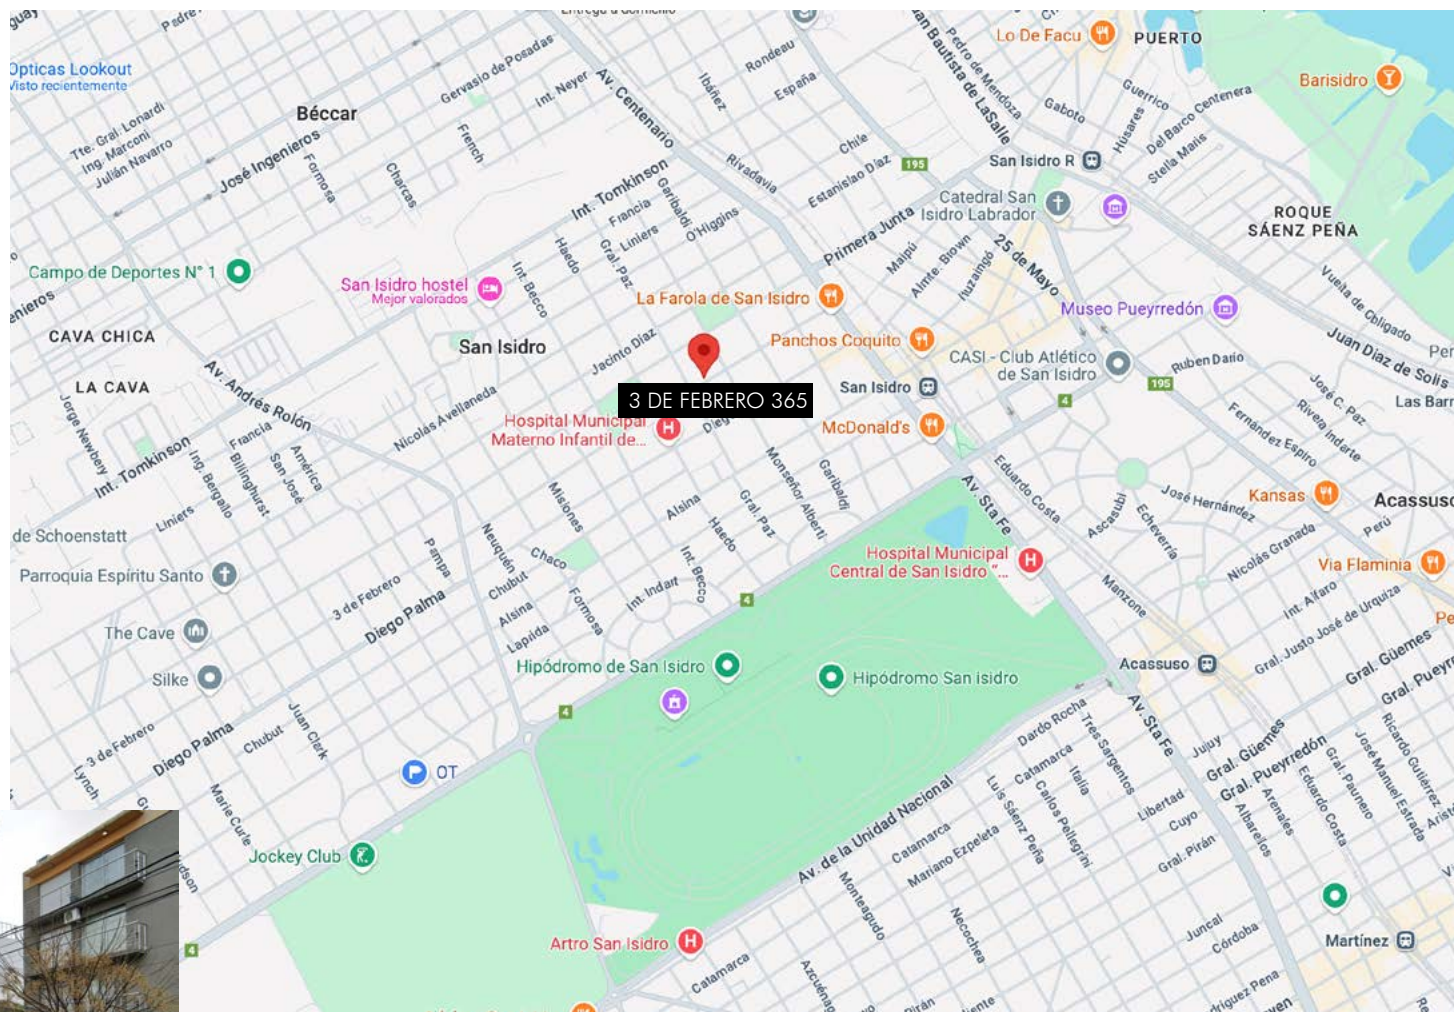 Entrega a domicilio
Lo De Facu
PUERTO
Opticas Lookout
Visto recientemente
Barisidro
Béccar
Gervasio de Posadas
Int. Neyer
Av. Centenario
Ibáñez
Rondeau
España
Pedro de Mendoza
Gaboto
Guerrico
Húsares
Del Barco Centenera
Stella Maris
Tte. Gral. Lonardi
Ing. Marconi
Julián Navarro
José Ingenieros
Formosa
Charcas
French
Chile
Estanislao Díaz
Rivadavia
195
San Isidro R
Catedral San
Isidro Labrador
ROQUE
SÁENZ PEÑA
Int. Tomkinson
Francia
Liniers
Garibaldi
O'Higgins
Gral. Paz
Haedo
Int. Becco
Primera Junta
Maipú
Almte. Brown
Ituzaingó
25 de Mayo
Campo de Deportes N° 1
San Isidro hostel
Mejor valorados
La Farola de San Isidro
Museo Pueyrredón
Vuelta de Obligado
Juan Díaz de Solís
CAVA CHICA
San Isidro
Jacinto Díaz
Panchos Coquito
CASI - Club Atlético
de San Isidro
Ruben Dario
195
LA CAVA
Av. Andrés Rolón
Nicolás Avellaneda
3 DE FEBRERO 365
San Isidro
4
José C. Paz
Rivera Indarte
Las Barr
Jorge Newbery
Hospital Municipal
Materno Infantil de...
McDonald's
Fernández Espiro
Int. Tomkinson
Francia
América
San José
Billinghurst
Ing. Bergallo
Liniers
Misiones
Alsina
Monseñor Alberti
Garibaldi
Gral. Paz
Haedo
Int. Becco
Av. Sta Fe
Eduardo Costa
Ascasubi
Echeverría
José Hernández
Kansas
Acassuso
Perú
de Schoenstatt
Parroquia Espíritu Santo
3 de Febrero
Pampa
Neuquén
Chaco
Chubut
Alsina
Laprida
Formosa
Int. Indart
Diego Palma
Hospital Municipal
Central de San Isidro "...
Nicolás Granada
Via Flaminia
Manzone
Int. Alfaro
Gral. Justo José de Urquiza
4
The Cave
Silke
Hipódromo de San Isidro
Hipódromo San isidro
Acassuso
Gral. Güemes
4
3 de Febrero
Diego Palma
Chubut
Juan Clark
Lynch
Marie Curie
OT
Dardo Rocha
Tres Sargentos
Catamarca
Italia
Carlos Pellegrini
Luis Sáenz Peña
Av. Sta Fe
Jujuy
Gral. Güemes
Gral. Pueyrredón
Libertad
Cuyo
Gral. Pirán
Arenales
Albarellos
Eduardo Costa
Gral. Paunero
José Manuel Estrada
Ricardo Gutiérrez
Jockey Club
Av. de la Unidad Nacional
Catamarca
Mariano Ezpeleta
Monteagudo
Necochea
4
Artro San Isidro
Catamarca
Juncal
Córdoba
Martínez